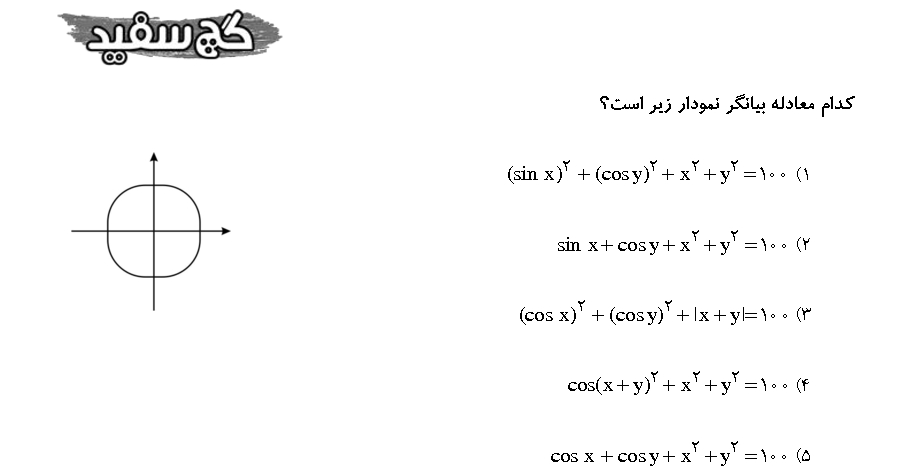 گچ سفید
کدام معادله بیانگر نمودار زیر است؟
۱) (sin x)^۲ + (cos y)^۲ + x^۲ + y^۲ = ۱۰۰
۲) sin x + cos y + x^۲ + y^۲ = ۱۰۰
۳) (cos x)^۲ + (cos y)^۲ + |x + y| = ۱۰۰
۴) cos(x + y)^۲ + x^۲ + y^۲ = ۱۰۰
۵) cos x + cos y + x^۲ + y^۲ = ۱۰۰